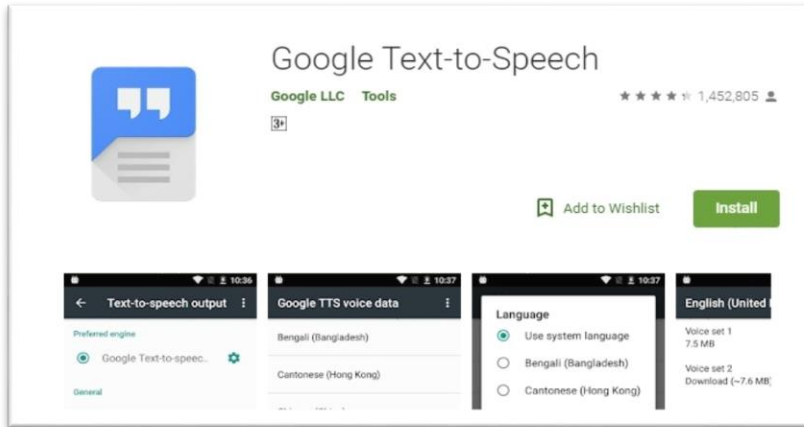 Google Text-to-Speech
Google LLC Tools
1,452,805
3+
Add to Wishlist
Install
10:36
Text-to-speech output
Preferred engine
Google Text-to-speec..
General
10:37
Google TTS voice data
Bengali (Bangladesh)
Cantonese (Hong Kong)
10:37
Language
Use system language
Bengali (Bangladesh)
Cantonese (Hong Kong)
English (United
Voice set 1
7.5 MB
Voice set 2
Download (~7.6 MB)